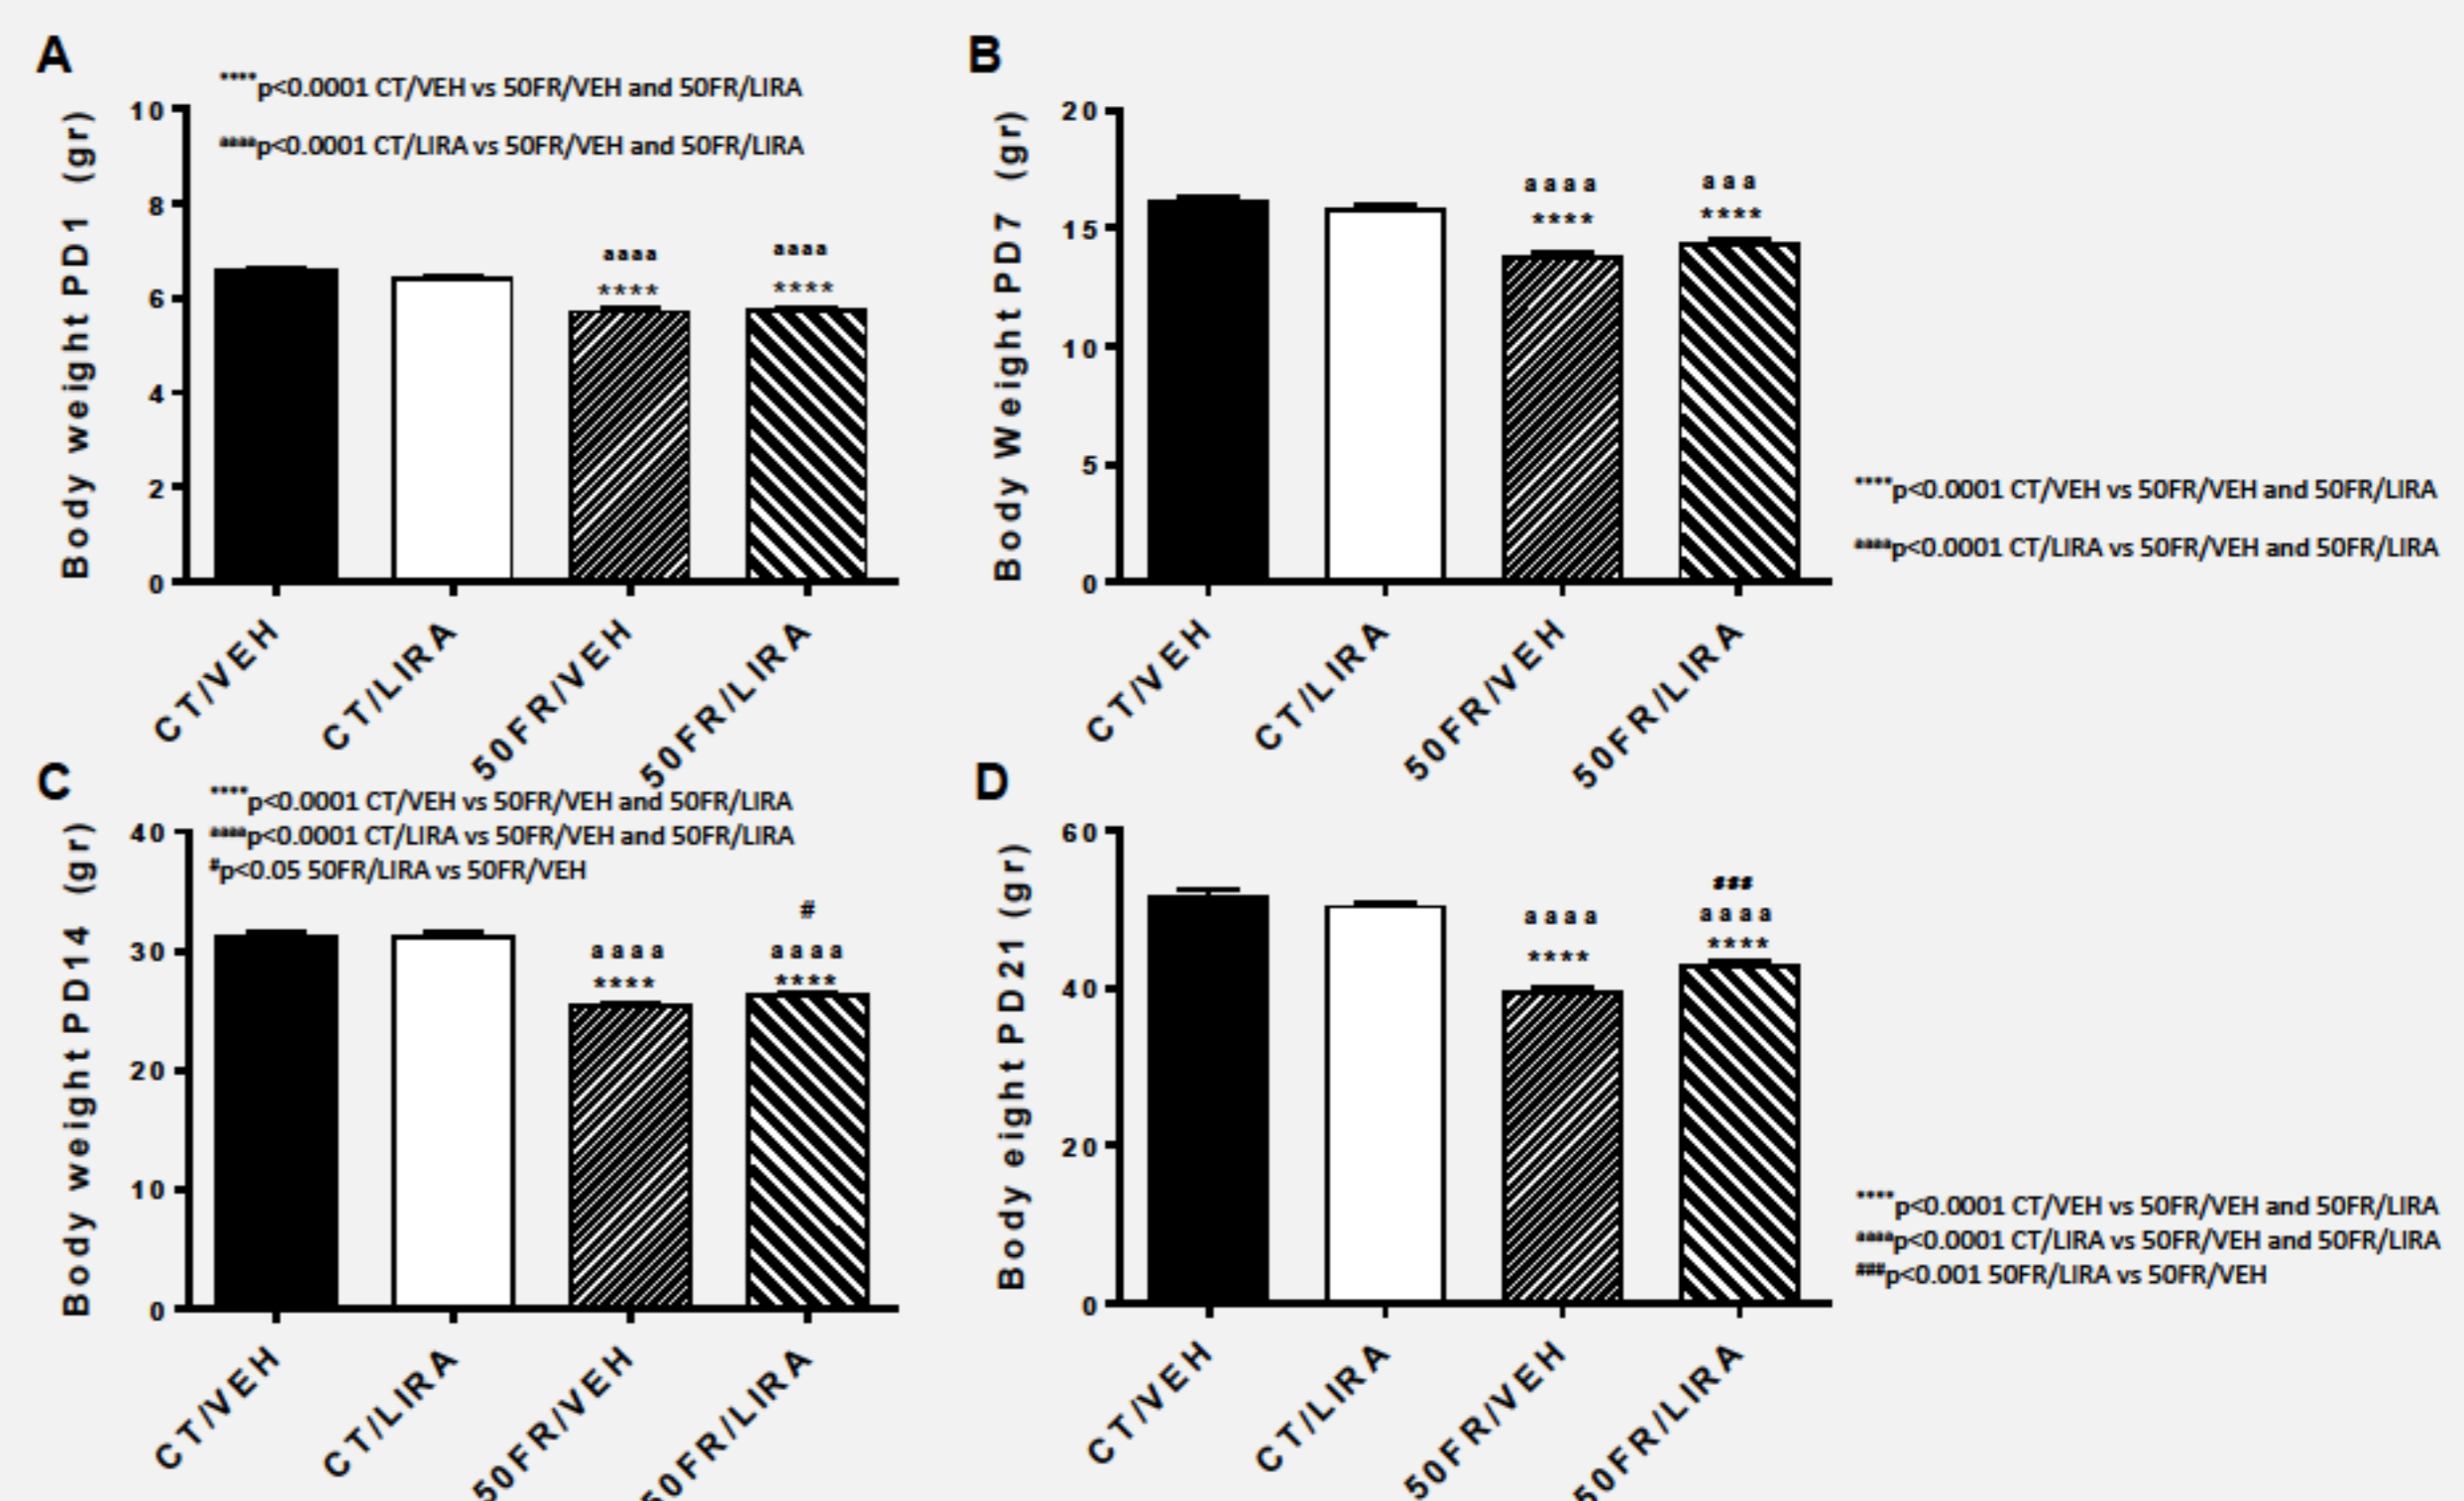 A
****p<0.0001 CT/VEH vs 50FR/VEH and 50FR/LIRA
aaaap<0.0001 CT/LIRA vs 50FR/VEH and 50FR/LIRA
Body weight PD1 (gr)
10
8
6
4
2
0
aaaa
****
aaaa
****
CT/VEH
CT/LIRA
50FR/VEH
50FR/LIRA
B
Body Weight PD7 (gr)
20
15
10
5
0
aaaa
****
aaa
****
CT/VEH
CT/LIRA
50FR/VEH
50FR/LIRA
****p<0.0001 CT/VEH vs 50FR/VEH and 50FR/LIRA
aaaap<0.0001 CT/LIRA vs 50FR/VEH and 50FR/LIRA
C
****p<0.0001 CT/VEH vs 50FR/VEH and 50FR/LIRA
aaaap<0.0001 CT/LIRA vs 50FR/VEH and 50FR/LIRA
#p<0.05 50FR/LIRA vs 50FR/VEH
Body weight PD14 (gr)
40
30
20
10
0
aaaa
****
#
aaaa
****
CT/VEH
CT/LIRA
50FR/VEH
50FR/LIRA
D
Body eight PD21 (gr)
60
40
20
0
aaaa
****
###
aaaa
****
CT/VEH
CT/LIRA
50FR/VEH
50FR/LIRA
****p<0.0001 CT/VEH vs 50FR/VEH and 50FR/LIRA
aaaap<0.0001 CT/LIRA vs 50FR/VEH and 50FR/LIRA
###p<0.001 50FR/LIRA vs 50FR/VEH